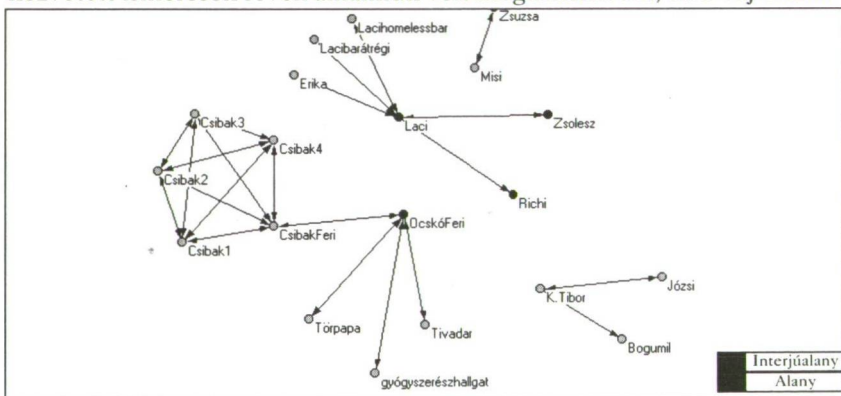 Zsuzsa
Lacihomelessbar
Lacibarátrégi
Misi
Erika
Laci
Zsolesz
Csibak3
Csibak4
Csibak2
Richi
OcskóFeri
CsibakFeri
Csibak1
Józsi
K.Tibor
Törpapa
Tivadar
Bogumil
gyógyszerészhallgat
Interjúalany
Alany